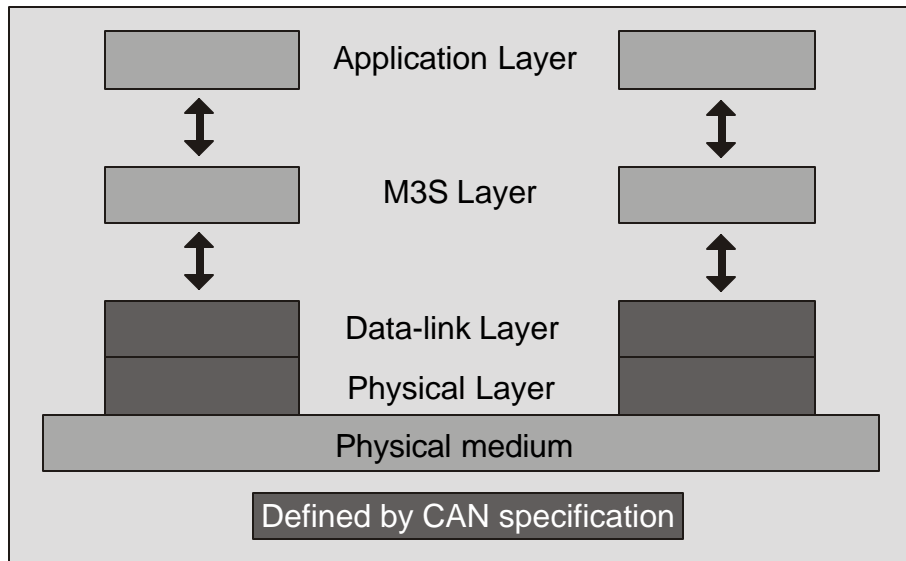 Application Layer
M3S Layer
Data-link Layer
Physical Layer
Physical medium
Defined by CAN specification